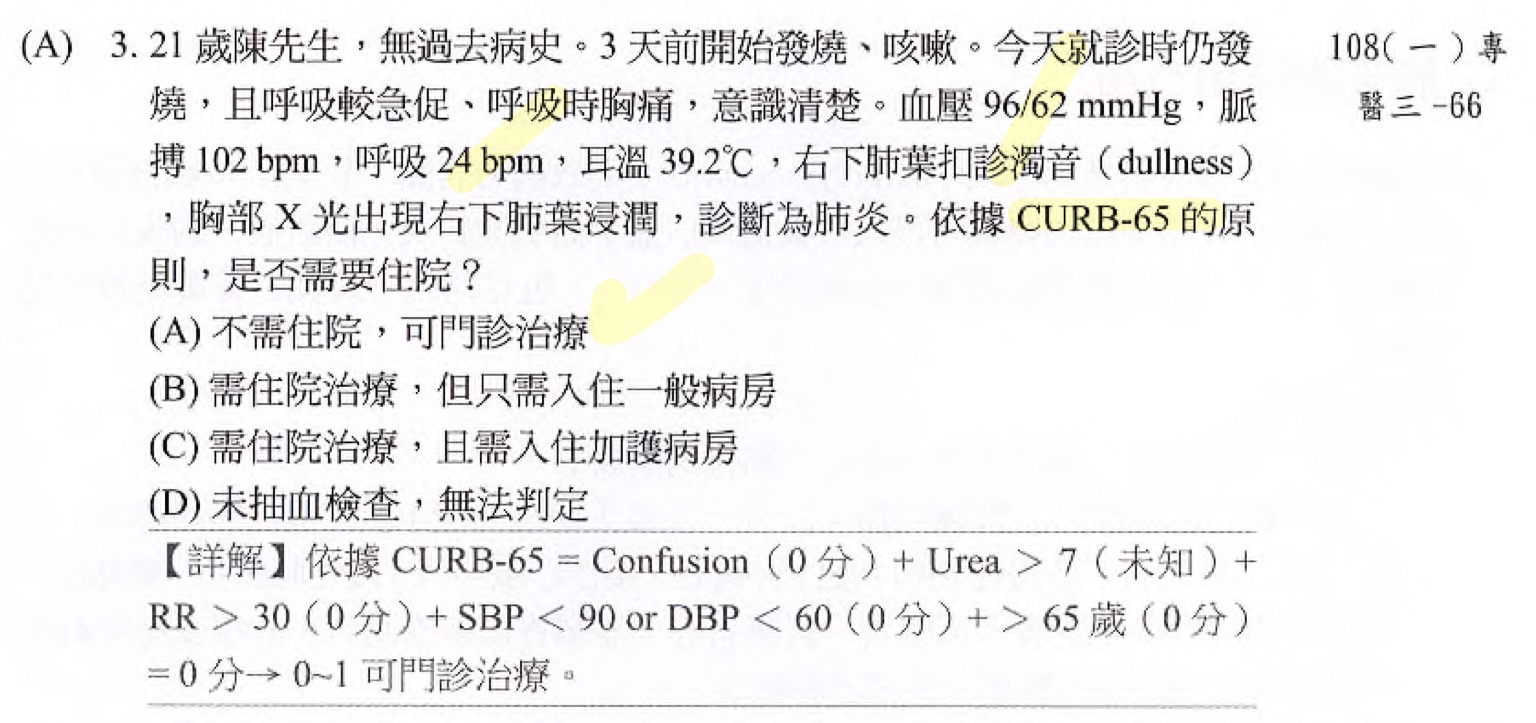 (A) 3. 21 歲陳先生，無過去病史。3 天前開始發燒、咳嗽。今天就診時仍發 108(一)專
燒，且呼吸較急促、呼吸時胸痛，意識清楚。血壓 96/62 mmHg，脈 醫三-66
搏 102 bpm，呼吸 24 bpm，耳溫 39.2℃，右下肺葉扣診濁音（dullness）
，胸部 X 光出現右下肺葉浸潤，診斷為肺炎。依據 CURB-65 的原
則，是否需要住院？
(A) 不需住院，可門診治療
(B) 需住院治療，但只需入住一般病房
(C) 需住院治療，且需入住加護病房
(D) 未抽血檢查，無法判定
【詳解】依據 CURB-65 = Confusion（0 分）+ Urea > 7（未知）+
RR > 30（0 分）+ SBP < 90 or DBP < 60（0 分）+ > 65 歲（0 分）
= 0 分→ 0~1 可門診治療。